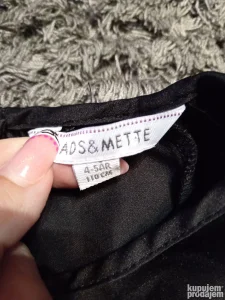 ADS&METTE
4-5ÅR
110 CM
kupujem
prodajem